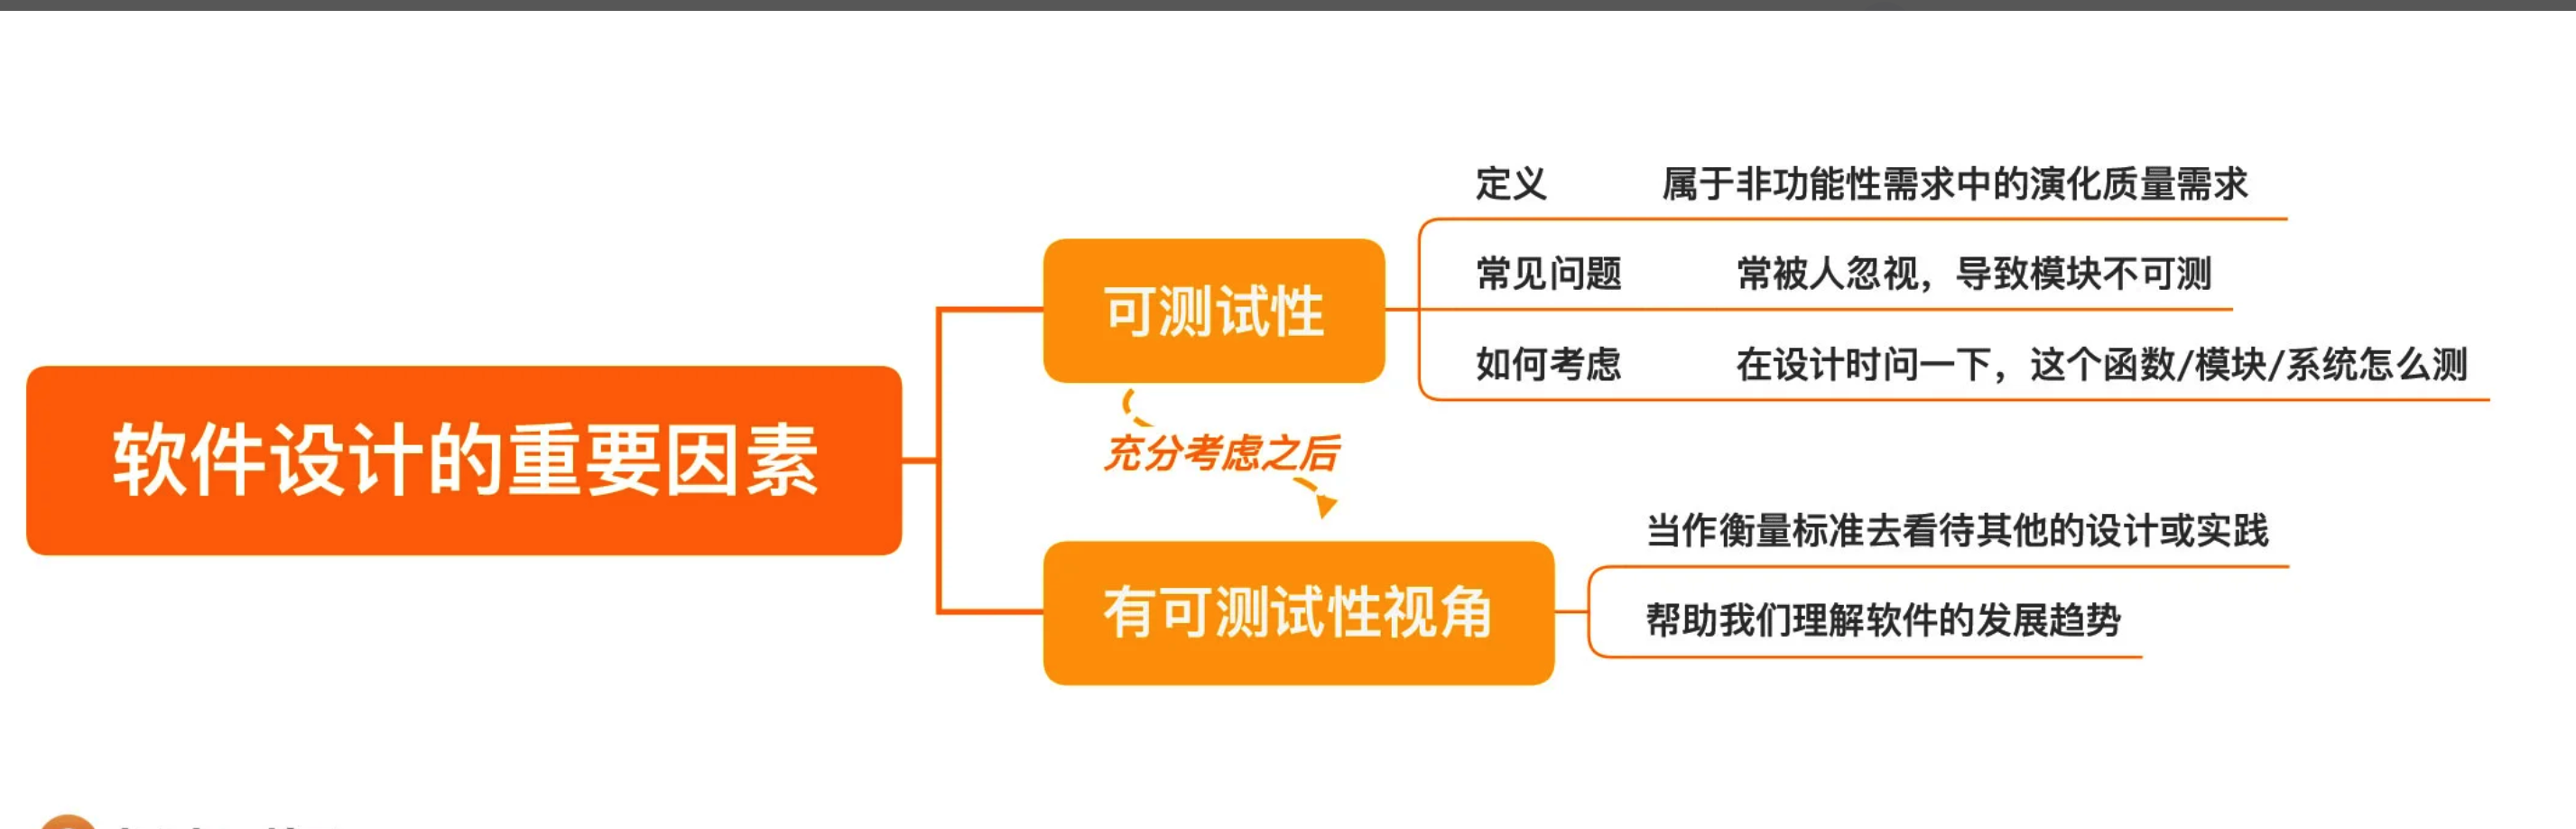 软件设计的重要因素
可测试性
定义 属于非功能性需求中的演化质量需求
常见问题 常被人忽视，导致模块不可测
如何考虑 在设计时问一下，这个函数/模块/系统怎么测
充分考虑之后
有可测试性视角
当作衡量标准去看待其他的设计或实践
帮助我们理解软件的发展趋势